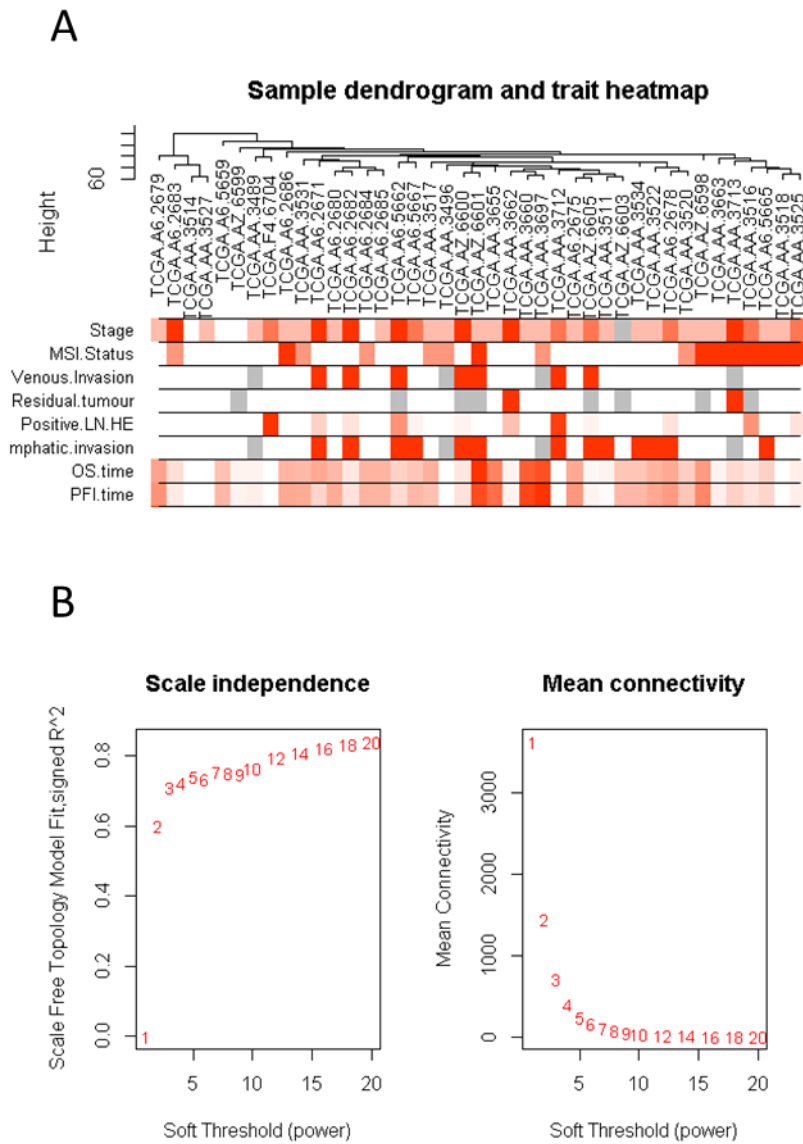 A
Sample dendrogram and trait heatmap
Height
60
TCGA.A6.2679
TCGA.A6.2683
TCGA.AA.3514
TCGA.AA.3527
TCGA.A6.5659
TCGA.AZ.6599
TCGA.AA.3489
TCGA.F4.6704
TCGA.A6.2686
TCGA.AA.3531
TCGA.A6.2671
TCGA.A6.2680
TCGA.A6.2682
TCGA.A6.2684
TCGA.A6.2685
TCGA.A6.5662
TCGA.A6.5667
TCGA.AA.3517
TCGA.AA.3496
TCGA.AZ.6600
TCGA.AZ.6601
TCGA.AA.3655
TCGA.AA.3662
TCGA.AA.3660
TCGA.AA.3697
TCGA.AA.3712
TCGA.A6.2675
TCGA.AZ.6605
TCGA.AA.3511
TCGA.AZ.6603
TCGA.AA.3534
TCGA.AA.3522
TCGA.A6.2678
TCGA.AA.3520
TCGA.AZ.6598
TCGA.AA.3663
TCGA.AA.3713
TCGA.AA.3516
TCGA.A6.5665
TCGA.AA.3518
TCGA.AA.3525
Stage
MSI.Status
Venous.Invasion
Residual.tumour
Positive.LN.HE
mphatic.invasion
OS.time
PFI.time
B
Scale independence
Scale Free Topology Model Fit,signed R^2
0.8
0.6
0.4
0.2
0.0
1 2 3 4 5 6 7 8 9 10 12 14 16 18 20
5 10 15 20
Soft Threshold (power)
Mean connectivity
Mean Connectivity
3000
2000
1000
0
1 2 3 4 5 6 7 8 9 10 12 14 16 18 20
5 10 15 20
Soft Threshold (power)